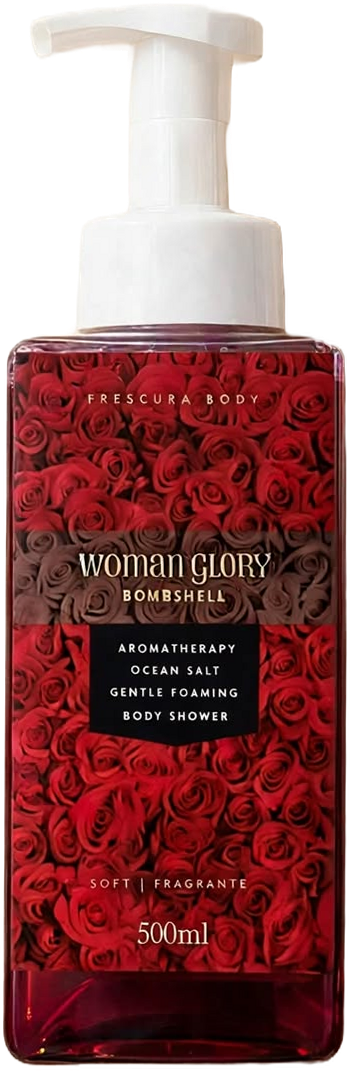 FRESCURA BODY
WOMAN GLORY
BOMBSHELL
AROMATHERAPY
OCEAN SALT
GENTLE FOAMING
BODY SHOWER
SOFT | FRAGRANTE
500ml